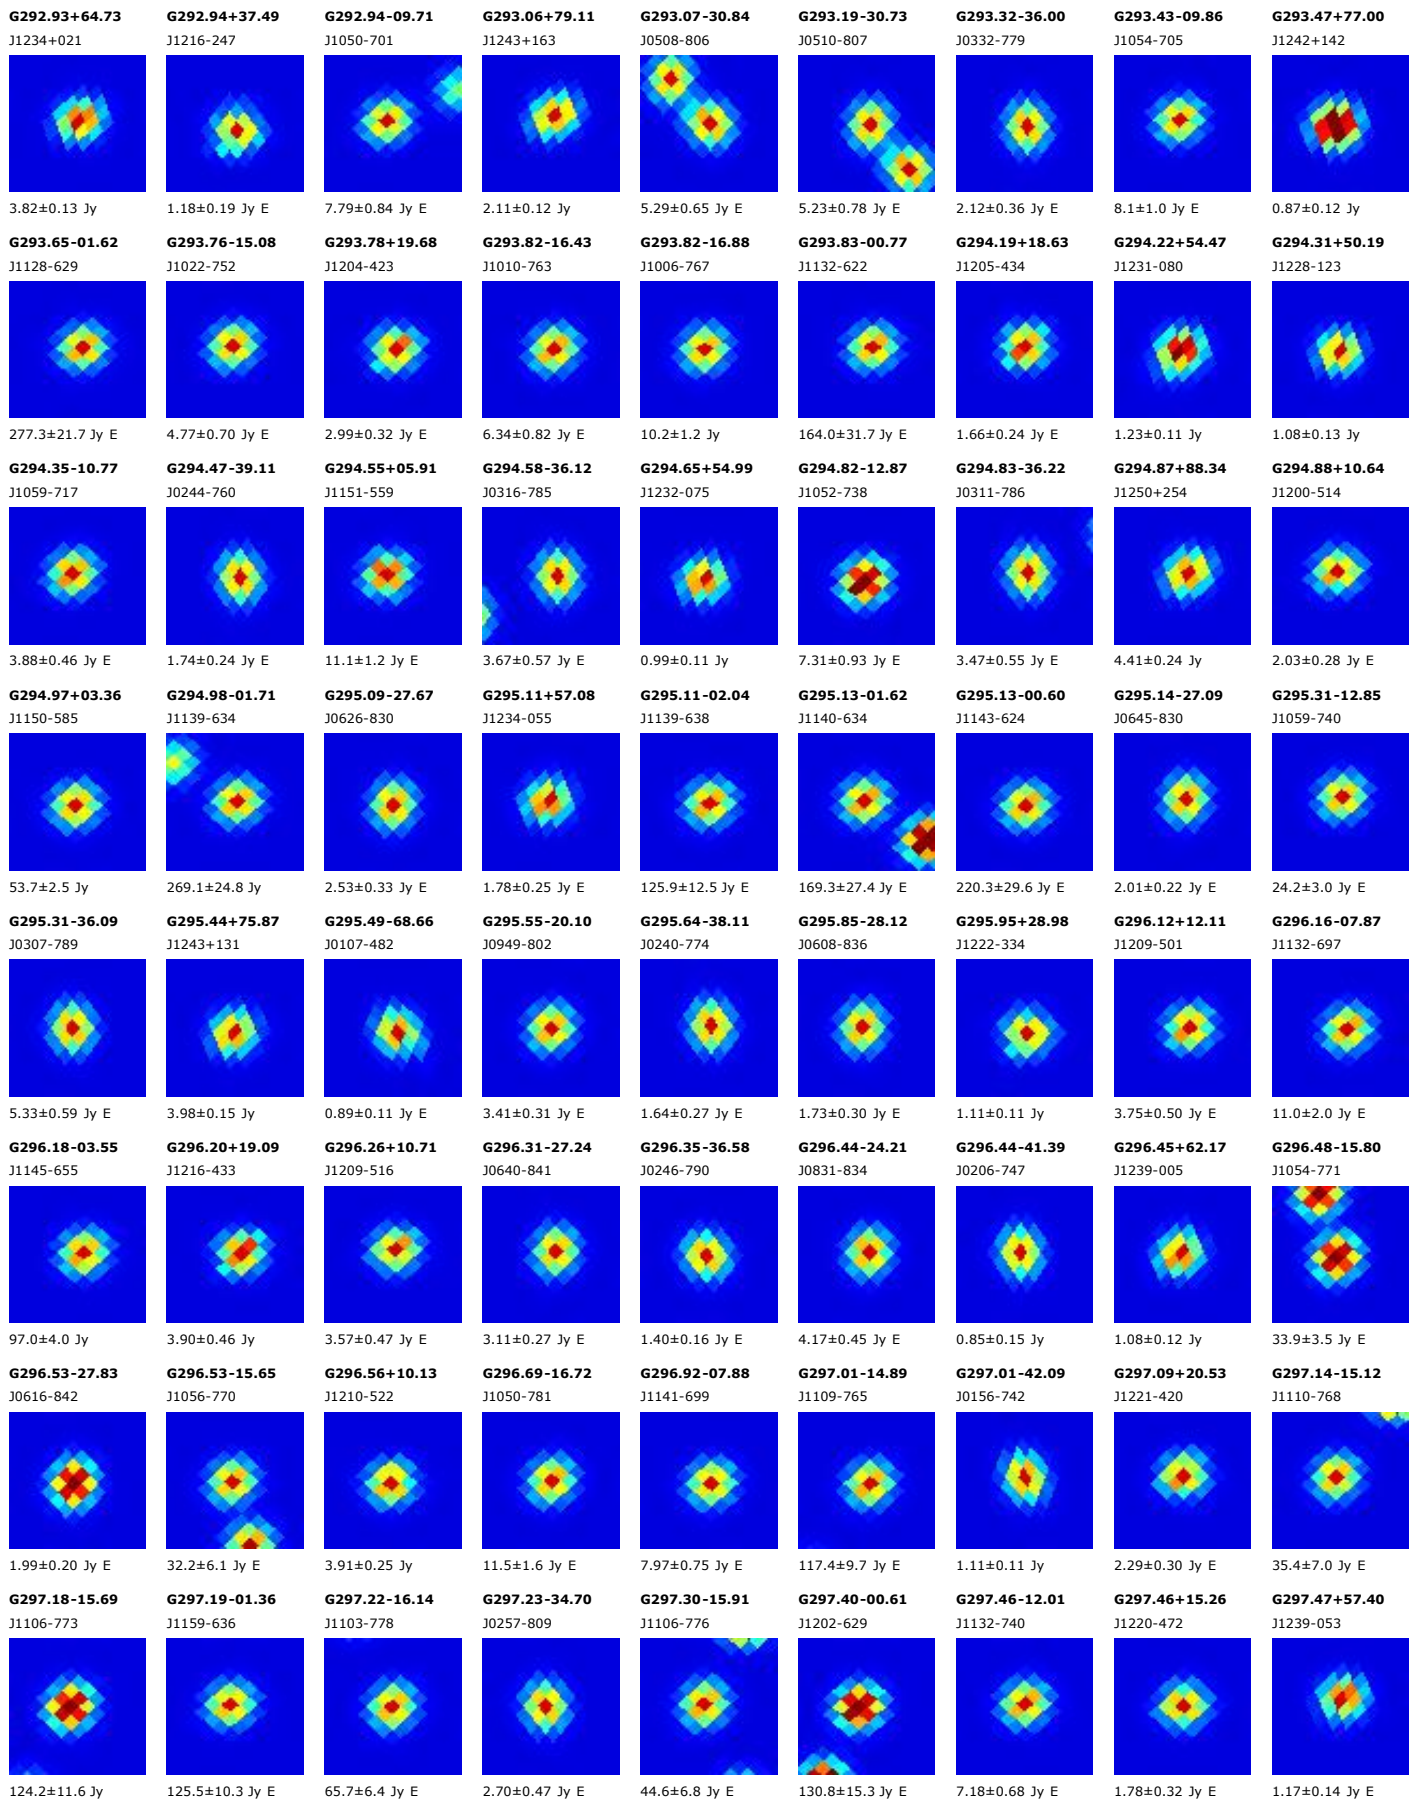 G292.93+64.73 G292.94+37.49 G292.94-09.71 G293.06+79.11 G293.07-30.84 G293.19-30.73 G293.32-36.00 G293.43-09.86 G293.47+77.00
J1234+021 J1216-247 J1050-701 J1243+163 J0508-806 J0510-807 J0332-779 J1054-705 J1242+142
3.82±0.13 Jy 1.18±0.19 Jy E 7.79±0.84 Jy E 2.11±0.12 Jy 5.29±0.65 Jy E 5.23±0.78 Jy E 2.12±0.36 Jy E 8.1±1.0 Jy E 0.87±0.12 Jy
G293.65-01.62 G293.76-15.08 G293.78+19.68 G293.82-16.43 G293.82-16.88 G293.83-00.77 G294.19+18.63 G294.22+54.47 G294.31+50.19
J1128-629 J1022-752 J1204-423 J1010-763 J1006-767 J1132-622 J1205-434 J1231-080 J1228-123
277.3±21.7 Jy E 4.77±0.70 Jy E 2.99±0.32 Jy E 6.34±0.82 Jy E 10.2±1.2 Jy 164.0±31.7 Jy E 1.66±0.24 Jy E 1.23±0.11 Jy 1.08±0.13 Jy
G294.35-10.77 G294.47-39.11 G294.55+05.91 G294.58-36.12 G294.65+54.99 G294.82-12.87 G294.83-36.22 G294.87+88.34 G294.88+10.64
J1059-717 J0244-760 J1151-559 J0316-785 J1232-075 J1052-738 J0311-786 J1250+254 J1200-514
3.88±0.46 Jy E 1.74±0.24 Jy E 11.1±1.2 Jy E 3.67±0.57 Jy E 0.99±0.11 Jy 7.31±0.93 Jy E 3.47±0.55 Jy E 4.41±0.24 Jy 2.03±0.28 Jy E
G294.97+03.36 G294.98-01.71 G295.09-27.67 G295.11+57.08 G295.11-02.04 G295.13-01.62 G295.13-00.60 G295.14-27.09 G295.31-12.85
J1150-585 J1139-634 J0626-830 J1234-055 J1139-638 J1140-634 J1143-624 J0645-830 J1059-740
53.7±2.5 Jy 269.1±24.8 Jy 2.53±0.33 Jy E 1.78±0.25 Jy E 125.9±12.5 Jy E 169.3±27.4 Jy E 220.3±29.6 Jy E 2.01±0.22 Jy E 24.2±3.0 Jy E
G295.31-36.09 G295.44+75.87 G295.49-68.66 G295.55-20.10 G295.64-38.11 G295.85-28.12 G295.95+28.98 G296.12+12.11 G296.16-07.87
J0307-789 J1243+131 J0107-482 J0949-802 J0240-774 J0608-836 J1222-334 J1209-501 J1132-697
5.33±0.59 Jy E 3.98±0.15 Jy 0.89±0.11 Jy E 3.41±0.31 Jy E 1.64±0.27 Jy E 1.73±0.30 Jy E 1.11±0.11 Jy 3.75±0.50 Jy E 11.0±2.0 Jy E
G296.18-03.55 G296.20+19.09 G296.26+10.71 G296.31-27.24 G296.35-36.58 G296.44-24.21 G296.44-41.39 G296.45+62.17 G296.48-15.80
J1145-655 J1216-433 J1209-516 J0640-841 J0246-790 J0831-834 J0206-747 J1239-005 J1054-771
97.0±4.0 Jy 3.90±0.46 Jy 3.57±0.47 Jy E 3.11±0.27 Jy E 1.40±0.16 Jy E 4.17±0.45 Jy E 0.85±0.15 Jy 1.08±0.12 Jy 33.9±3.5 Jy E
G296.53-27.83 G296.53-15.65 G296.56+10.13 G296.69-16.72 G296.92-07.88 G297.01-14.89 G297.01-42.09 G297.09+20.53 G297.14-15.12
J0616-842 J1056-770 J1210-522 J1050-781 J1141-699 J1109-765 J0156-742 J1221-420 J1110-768
1.99±0.20 Jy E 32.2±6.1 Jy E 3.91±0.25 Jy 11.5±1.6 Jy E 7.97±0.75 Jy E 117.4±9.7 Jy E 1.11±0.11 Jy 2.29±0.30 Jy E 35.4±7.0 Jy E
G297.18-15.69 G297.19-01.36 G297.22-16.14 G297.23-34.70 G297.30-15.91 G297.40-00.61 G297.46-12.01 G297.46+15.26 G297.47+57.40
J1106-773 J1159-636 J1103-778 J0257-809 J1106-776 J1202-629 J1132-740 J1220-472 J1239-053
124.2±11.6 Jy 125.5±10.3 Jy E 65.7±6.4 Jy E 2.70±0.47 Jy E 44.6±6.8 Jy E 130.8±15.3 Jy E 7.18±0.68 Jy E 1.78±0.32 Jy E 1.17±0.14 Jy E